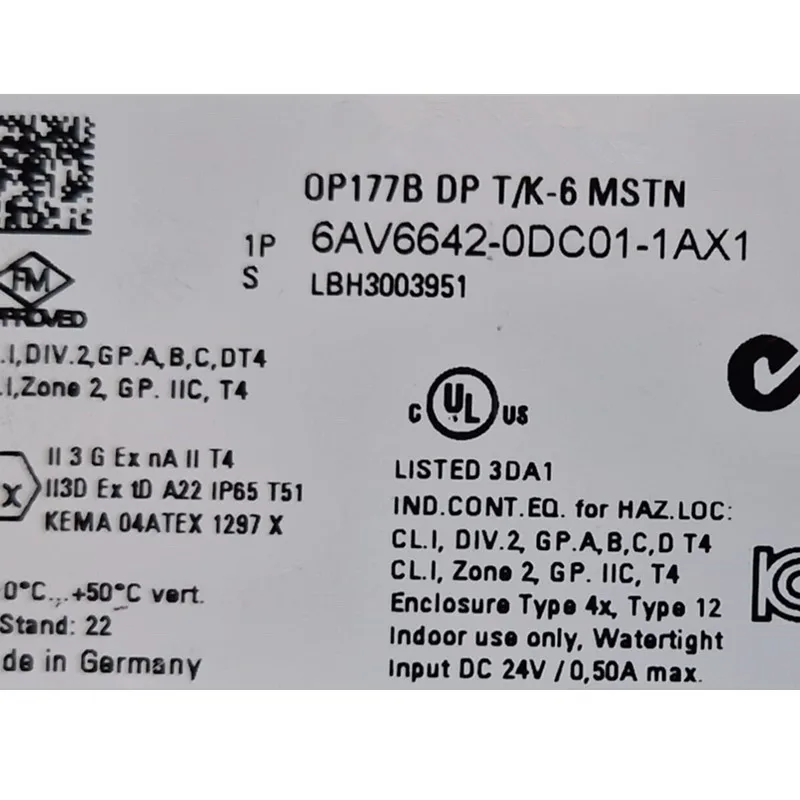 OP177B DP T/K-6 MSTN
1P 6AV6642-0DC01-1AX1
S LBH3003951
FM
APPROVED
.I,DIV.2,GP.A,B,C,DT4
.I,Zone 2, GP. IIC, T4
II 3 G Ex nA II T4
II3D Ex tD A22 IP65 T51
KEMA 04ATEX 1297 X
0°C...+50°C vert.
Stand: 22
de in Germany
C UL US
LISTED 3DA1
IND.CONT.EQ. for HAZ.LOC:
CL.I, DIV.2, GP.A,B,C,D T4
CL.I, Zone 2, GP. IIC, T4
Enclosure Type 4x, Type 12
Indoor use only, Watertight
Input DC 24V / 0,50A max.